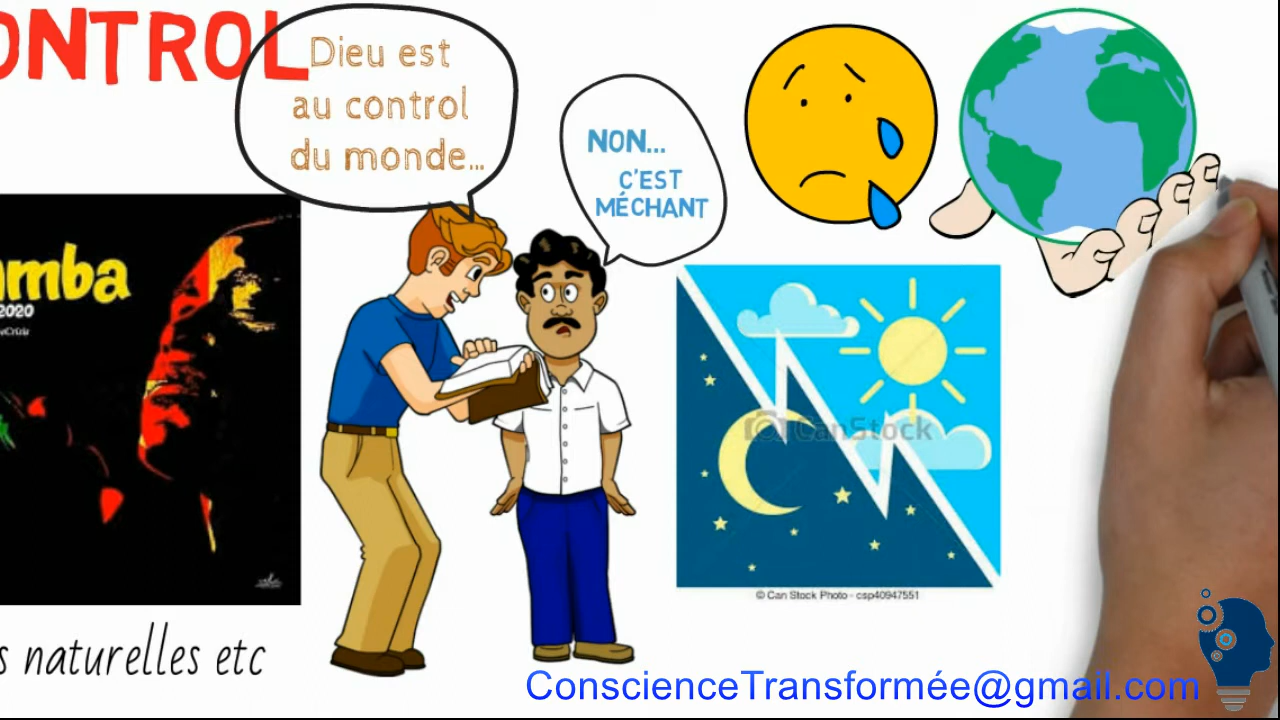 ONTROL
Dieu est
au control
du monde...
NON...
C'EST
MÉCHANT
amba
2020
CanStock
© Can Stock Photo - csp40947551
s naturelles etc
ConscienceTransformée@gmail.com